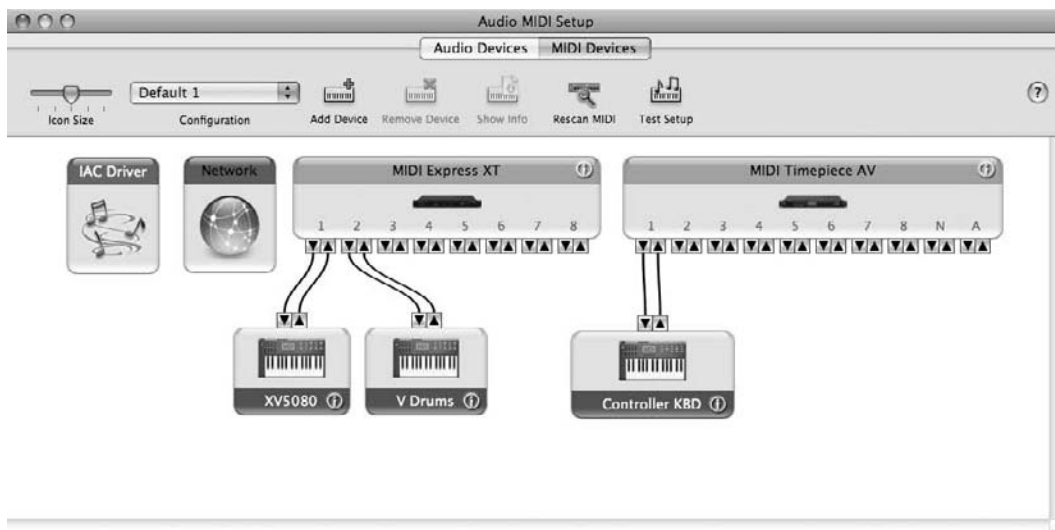 Audio MIDI Setup
Audio Devices MIDI Devices
Default 1
Icon Size Configuration Add Device Remove Device Show Info Rescan MIDI Test Setup
?
IAC Driver Network MIDI Express XT i MIDI Timepiece AV i
1 2 3 4 5 6 7 8 1 2 3 4 5 6 7 8 N A
XV5080 i V Drums i Controller KBD i